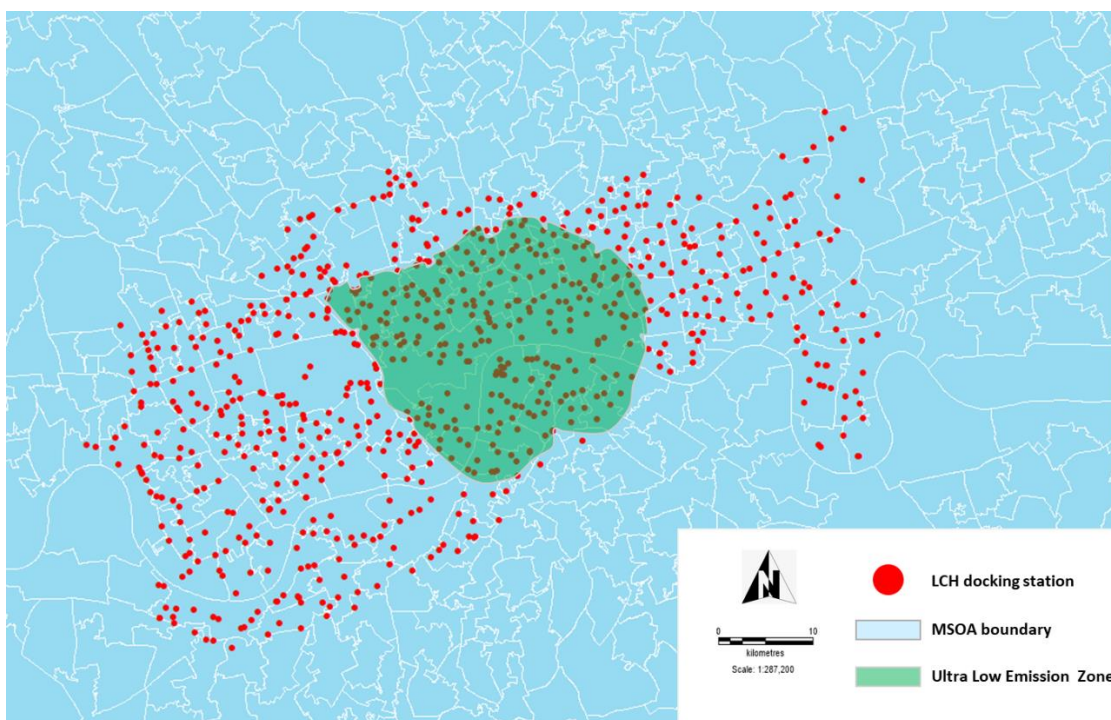 N
LCH docking station
MSOA boundary
0 10
kilometres
Scale: 1:287,200
Ultra Low Emission Zone